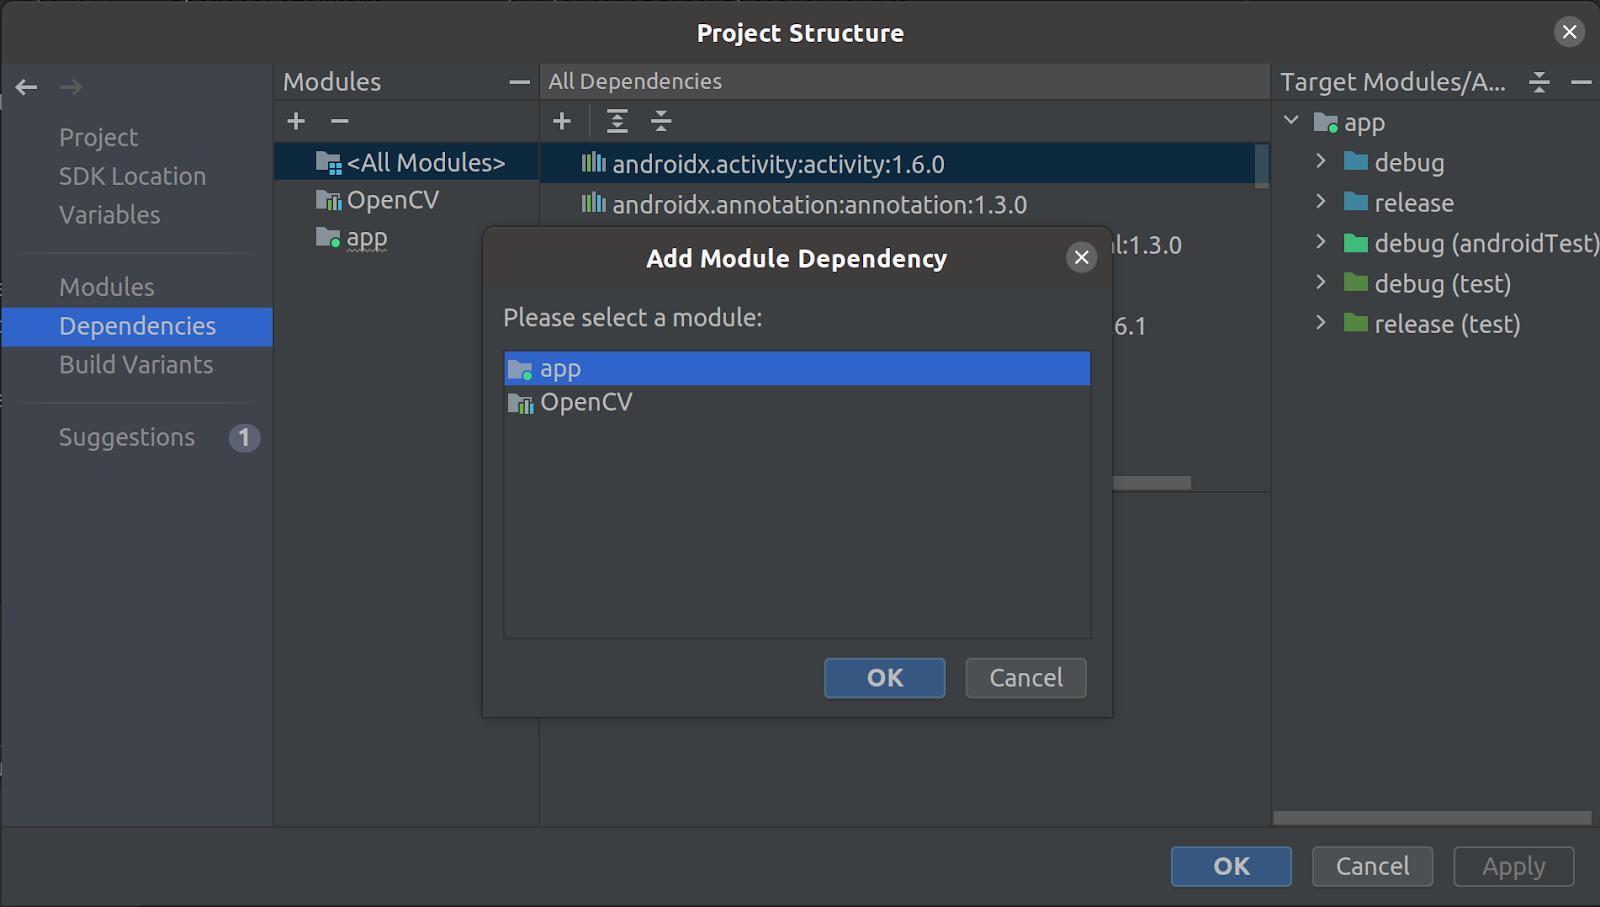 Project Structure
Project
SDK Location
Variables
Modules
Dependencies
Build Variants
Suggestions 1
Modules
<All Modules>
OpenCV
app
All Dependencies
androidx.activity:activity:1.6.0
androidx.annotation:annotation:1.3.0
l:1.3.0
6.1
Target Modules/A...
app
debug
release
debug (androidTest)
debug (test)
release (test)
Add Module Dependency
Please select a module:
app
OpenCV
OK Cancel
OK Cancel Apply